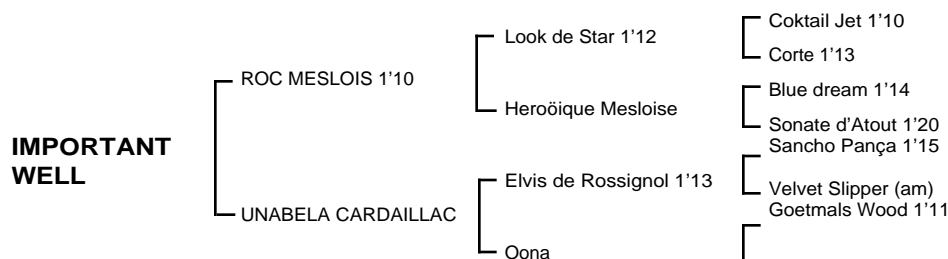 Coktail Jet 1’10
Look de Star 1’12
Corte 1’13
ROC MESLOIS 1’10
Blue dream 1’14
Heroöique Mesloise
Sonate d’Atout 1’20
IMPORTANT
WELL
Sancho Pança 1’15
Elvis de Rossignol 1’13
Velvet Slipper (am)
UNABELA CARDAILLAC
Goetmals Wood 1’11
Oona